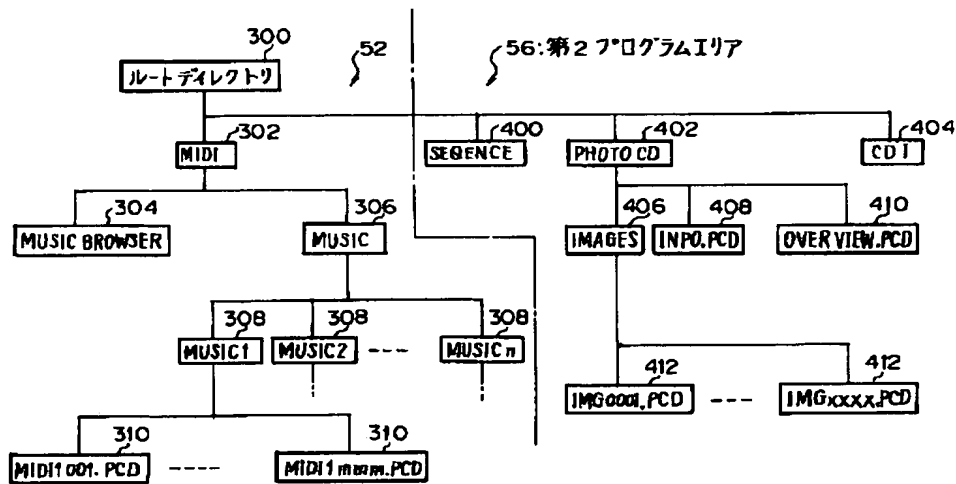 300
52
56:第2プログラムエリア
ルートディレクトリ
302
400
402
404
MIDI
SEQENCE
PHOTO CD
CDI
304
306
406
408
410
MUSIC BROWSER
MUSIC
IMAGES
INPO.PCD
OVER VIEW.PCD
308
308
308
MUSIC1
MUSIC2
MUSICn
412
412
IMG0001.PCD
IMGxxxx.PCD
310
310
MIDI1001.PCD
MIDI1mmm.PCD